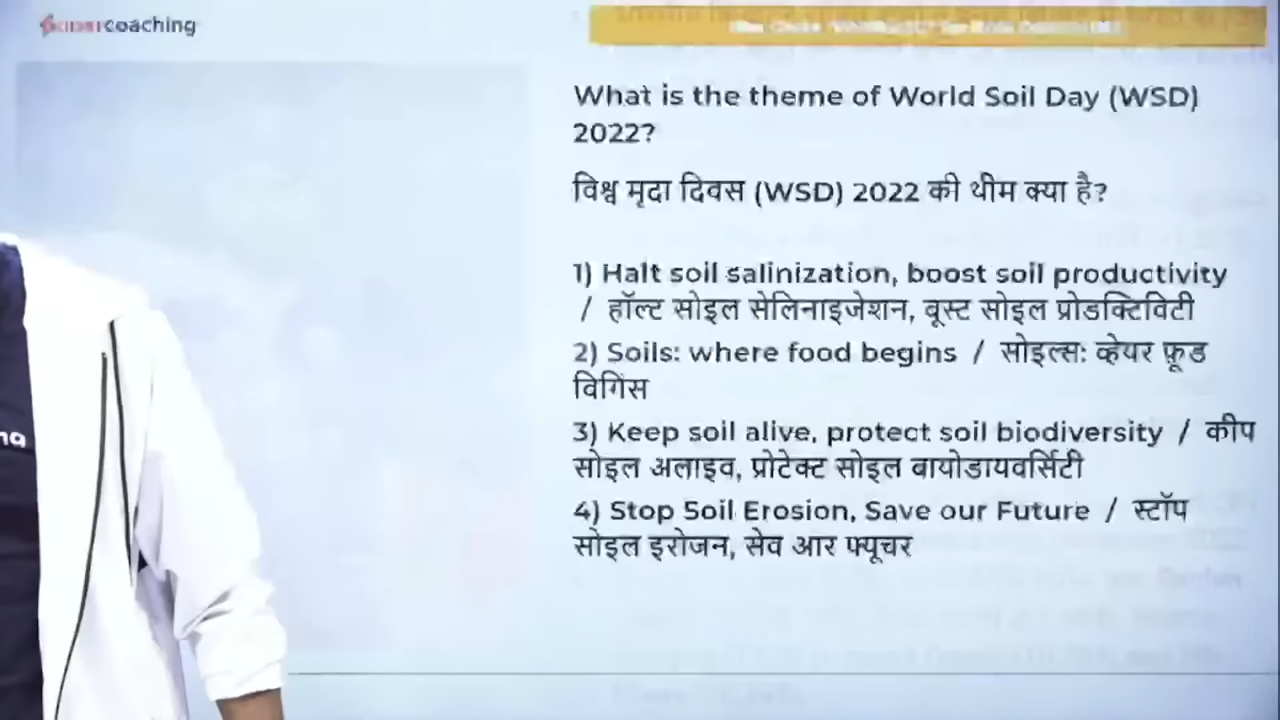 coaching
What is the theme of World Soil Day (WSD)
2022?
विश्व मृदा दिवस (WSD) 2022 की थीम क्या है?
1) Halt soil salinization, boost soil productivity
/ हॉल्ट सोइल सेलिनाइजेशन, बूस्ट सोइल प्रोडक्टिविटी
2) Soils: where food begins / सोइल्स: व्हेयर फ़ूड
बिगिंस
3) Keep soil alive, protect soil biodiversity / कीप
सोइल अलाइव, प्रोटेक्ट सोइल बायोडायवर्सिटी
4) Stop Soil Erosion, Save our Future / स्टॉप
सोइल इरोजन, सेव आर फ्यूचर